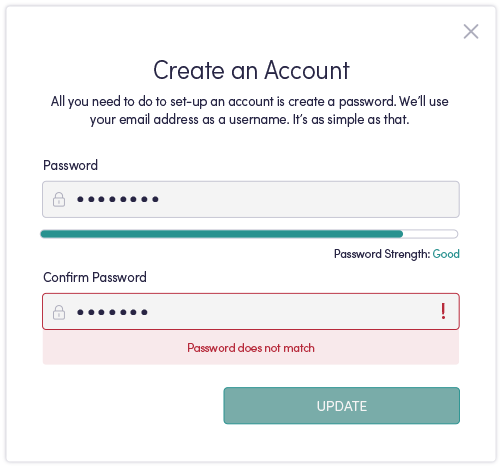 Create an Account
All you need to do to set-up an account is create a password. We'll use
your email address as a username. It's as simple as that.
Password
••••••••
Password Strength: Good
Confirm Password
•••••••
!
Password does not match
UPDATE